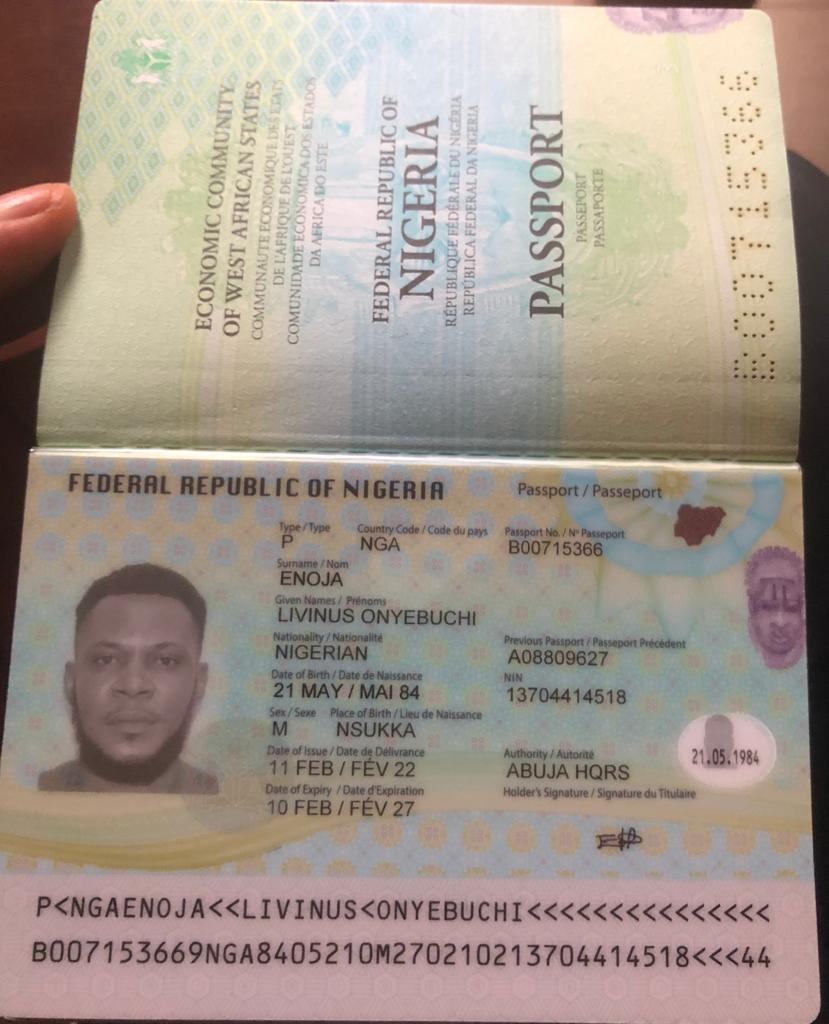 ECONOMIC COMMUNITY
OF WEST AFRICAN STATES
COMMUNAUTE ECONOMIQUE DES ETATS
DE L'AFRIQUE DE L'OUEST
COMUNIDADE ECONOMICA DOS ESTADOS
DA AFRICA DO ESTE
FEDERAL REPUBLIC OF
NIGERIA
RÉPUBLIQUE FÉDÉRALE DU NIGÉRIA
REPÚBLICA FEDERAL DA NIGERIA
PASSPORT
PASSEPORT
PASSAPORTE
B00715366
FEDERAL REPUBLIC OF NIGERIA
Passport / Passeport
Type / Type Country Code / Code du pays Passport No. / Nº Passeport
P NGA B00715366
Surname / Nom
ENOJA
Given Names / Prénoms
LIVINUS ONYEBUCHI
Nationality / Nationalité Previous Passport / Passeport Précédent
NIGERIAN A08809627
Date of Birth / Date de Naissance NIN
21 MAY / MAI 84 13704414518
Sex / Sexe Place of Birth / Lieu de Naissance
M NSUKKA
21.05.1984
Date of Issue / Date de Délivrance Authority / Autorité
11 FEB / FÉV 22 ABUJA HQRS
Date of Expiry / Date d'Expiration Holder's Signature / Signature du Titulaire
10 FEB / FÉV 27
P<NGAENOJA<<LIVINUS<ONYEBUCHI<<<<<<<<<<<<<<<
B007153669NGA8405210M270210213704414518<<<44